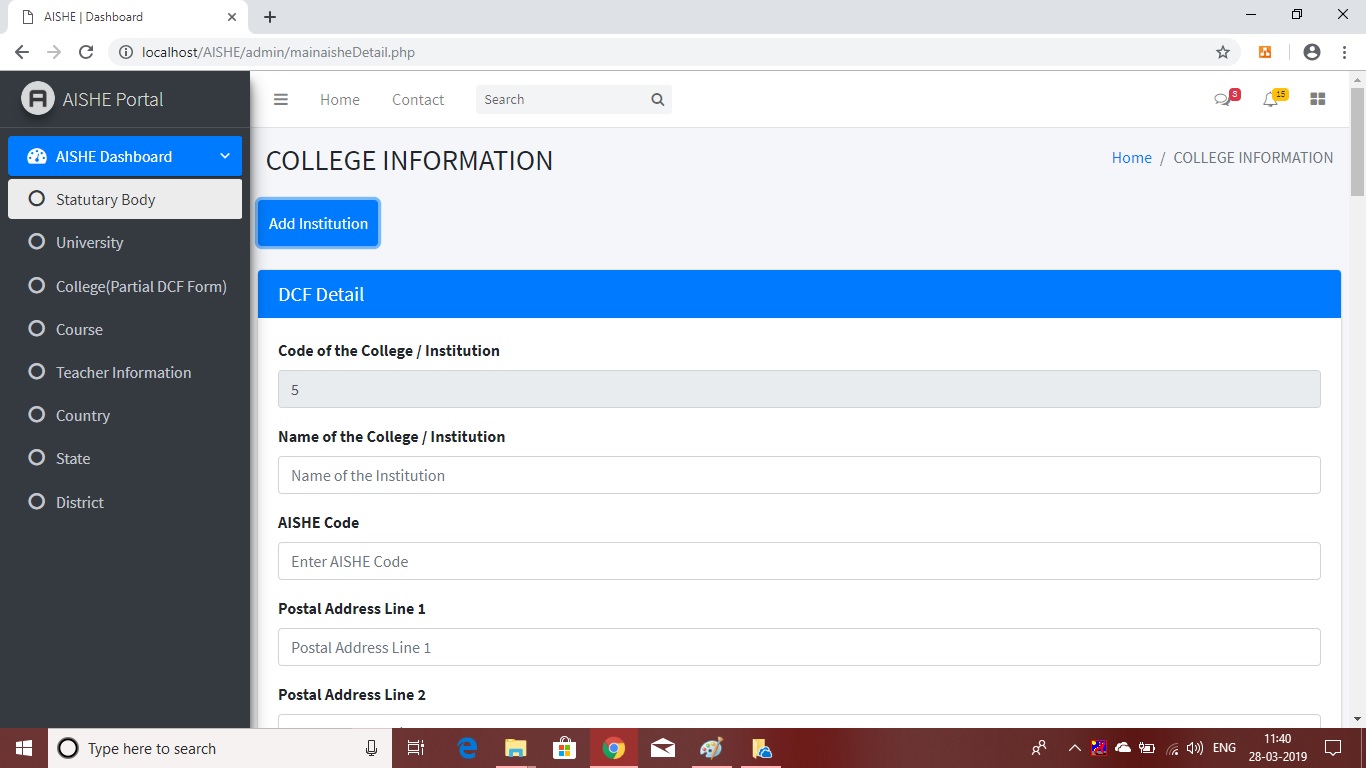 AISHE | Dashboard
localhost/AISHE/admin/mainaisheDetail.php
AISHE Portal
Home
Contact
Search
3
15
AISHE Dashboard
Statutary Body
University
College(Partial DCF Form)
Course
Teacher Information
Country
State
District
COLLEGE INFORMATION
Home / COLLEGE INFORMATION
Add Institution
DCF Detail
Code of the College / Institution
5
Name of the College / Institution
Name of the Institution
AISHE Code
Enter AISHE Code
Postal Address Line 1
Postal Address Line 1
Postal Address Line 2
Type here to search
ENG
11:40
28-03-2019